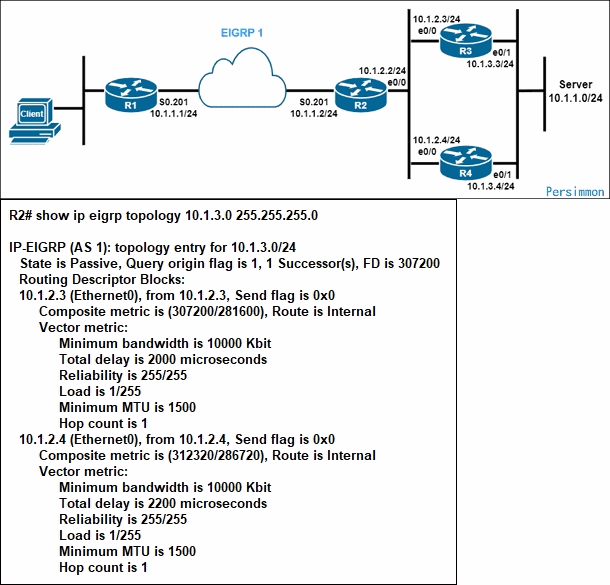 EIGRP 1
10.1.2.3/24
e0/0
R3
e0/1
10.1.3.3/24
10.1.2.2/24
e0/0
Client
R1
S0.201
10.1.1.1/24
S0.201
10.1.1.2/24
R2
Server
10.1.1.0/24
10.1.2.4/24
e0/0
R4
e0/1
10.1.3.4/24
Persimmon
R2# show ip eigrp topology 10.1.3.0 255.255.255.0
IP-EIGRP (AS 1): topology entry for 10.1.3.0/24
State is Passive, Query origin flag is 1, 1 Successor(s), FD is 307200
Routing Descriptor Blocks:
10.1.2.3 (Ethernet0), from 10.1.2.3, Send flag is 0x0
Composite metric is (307200/281600), Route is Internal
Vector metric:
Minimum bandwidth is 10000 Kbit
Total delay is 2000 microseconds
Reliability is 255/255
Load is 1/255
Minimum MTU is 1500
Hop count is 1
10.1.2.4 (Ethernet0), from 10.1.2.4, Send flag is 0x0
Composite metric is (312320/286720), Route is Internal
Vector metric:
Minimum bandwidth is 10000 Kbit
Total delay is 2200 microseconds
Reliability is 255/255
Load is 1/255
Minimum MTU is 1500
Hop count is 1